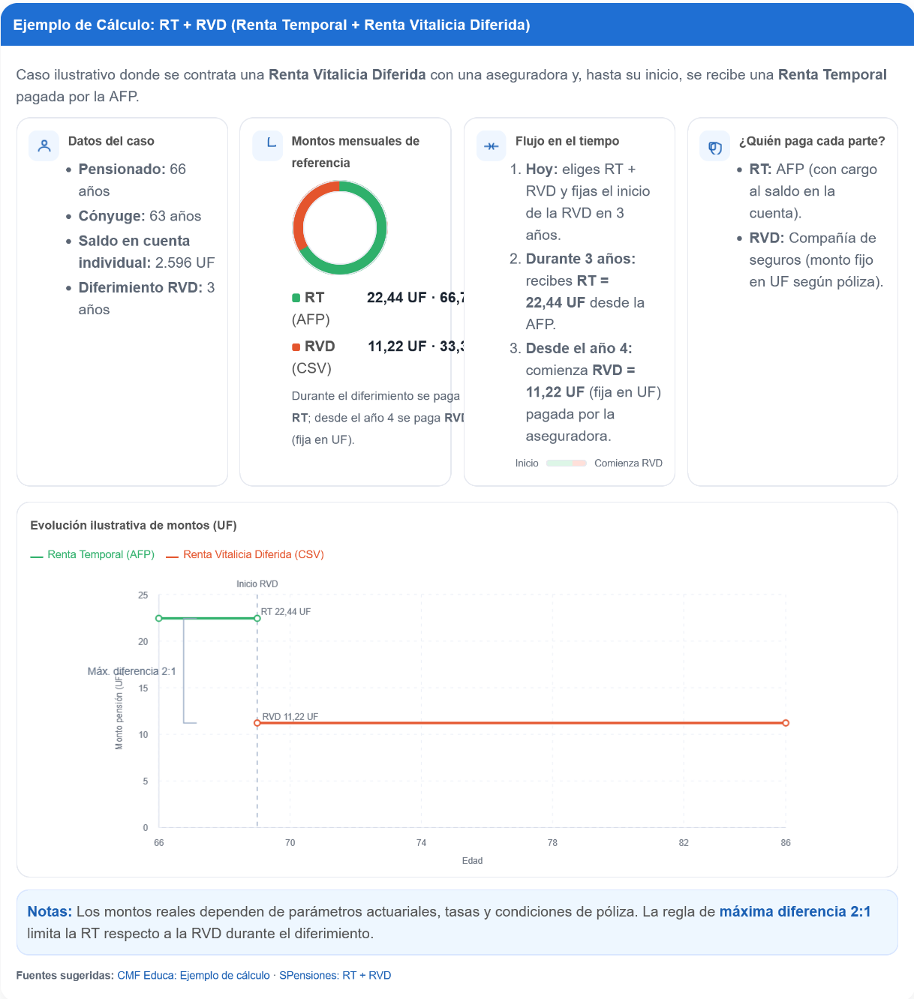 Ejemplo de Cálculo: RT + RVD (Renta Temporal + Renta Vitalicia Diferida)
Caso ilustrativo donde se contrata una Renta Vitalicia Diferida con una aseguradora y, hasta su inicio, se recibe una Renta Temporal
pagada por la AFP.
Datos del caso
• Pensionado: 66
años
• Cónyuge: 63 años
• Saldo en cuenta
individual: 2.596 UF
• Diferimiento RVD: 3
años
Montos mensuales de
referencia
RT
(AFP)
22,44 UF · 66,7
RVD
(CSV)
11,22 UF · 33,3
Durante el diferimiento se paga
RT; desde el año 4 se paga RVD
(fija en UF).
Flujo en el tiempo
1. Hoy: eliges RT +
RVD y fijas el inicio
de la RVD en 3
años.
2. Durante 3 años:
recibes RT =
22,44 UF desde la
AFP.
3. Desde el año 4:
comienza RVD =
11,22 UF (fija en UF)
pagada por la
aseguradora.
Inicio Comienza RVD
¿Quién paga cada parte?
• RT: AFP (con cargo
al saldo en la
cuenta).
• RVD: Compañía de
seguros (monto fijo
en UF según póliza).
Evolución ilustrativa de montos (UF)
Renta Temporal (AFP) Renta Vitalicia Diferida (CSV)
Inicio RVD
25
RT 22,44 UF
20
Máx. diferencia 2:1
Monto pensión (UF)
15
RVD 11,22 UF
10
5
0
66 70 74 78 82 86
Edad
Notas: Los montos reales dependen de parámetros actuariales, tasas y condiciones de póliza. La regla de máxima diferencia 2:1
limita la RT respecto a la RVD durante el diferimiento.
Fuentes sugeridas: CMF Educa: Ejemplo de cálculo · SPensiones: RT + RVD